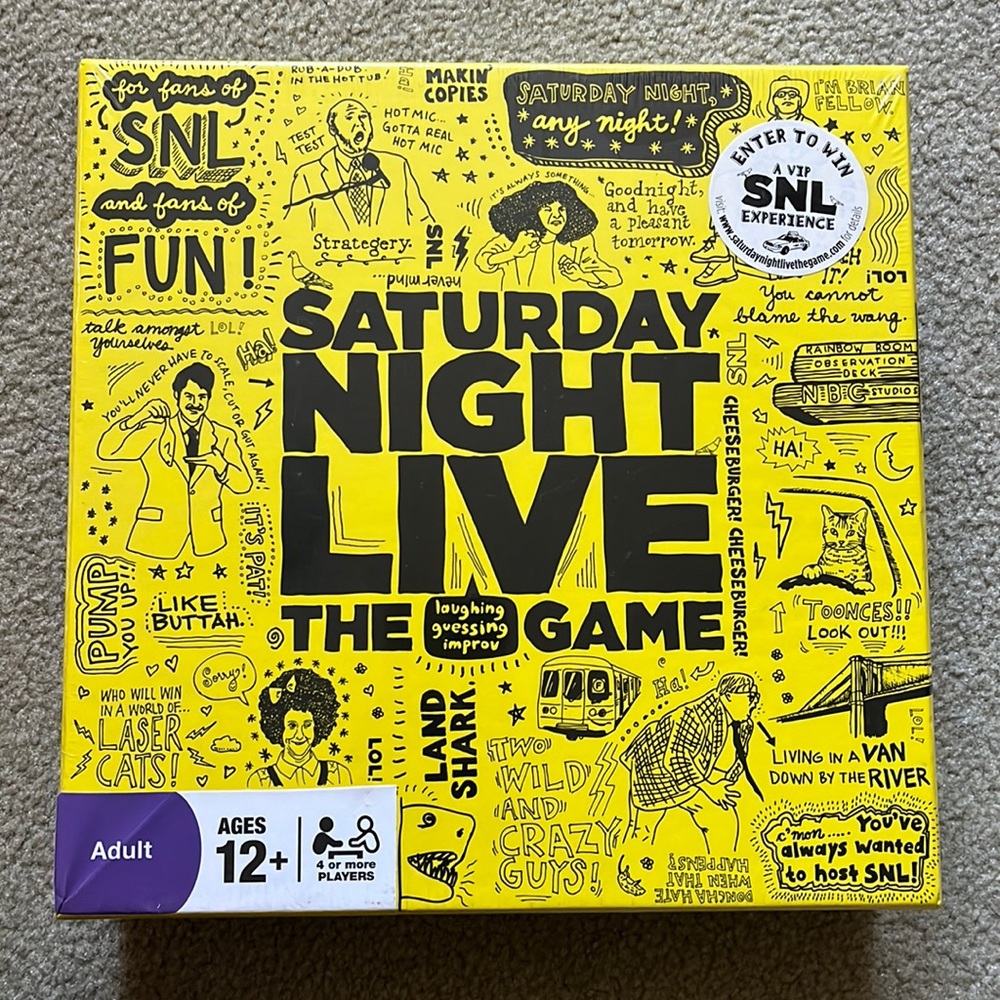 for fans of
SNL
and fans of
FUN!
RUB-A-DUB.
IN THE HOT TUB!
HA!
MAKIN'
COPIES
TEST
TEST
HOT MIC...
GOTTA REAL
HOT MIC
Strategery.
SNL
nevermind...
SATURDAY NIGHT,
any night!
IT'S ALWAYS SOMETHING...
Goodnight,
and have
a pleasant
tomorrow.
I'M BRIAN
FELLOW.
ENTER TO WIN
A VIP
SNL
EXPERIENCE
visit: www.saturdaynightlivethegame.com for details
IT!
LOL!
You cannot
blame the wang.
talk amongst
yourselves.
LOL!
Ha!
YOU'LL NEVER HAVE TO SCALE, CUT OR GUT AGAIN!
SATURDAY
NIGHT
LIVE
THE
laughing
guessing
improv
GAME
SNL
CHEESEBURGER! CHEESEBURGER!
RAINBOW ROOM
OBSERVATION
DECK
NBC STUDIOS
HA!
IT'S PAT!
PUMP
YOU UP!!
LIKE
BUTTAH.
TOONCES!!
LOOK OUT!!!
Sorry!
WHO WILL WIN
IN A WORLD OF...
LASER
CATS!
LOL!
LAND
SHARK.
C
Ha!
TWO
WILD
AND
CRAZY
GUYS!
LOL!
LIVING IN A VAN
DOWN BY THE RIVER
DONCHA HATE
WHEN THAT
HAPPENS?
c'mon..... You've
always wanted
to host SNL!
Adult
AGES
12+
4 or more
PLAYERS